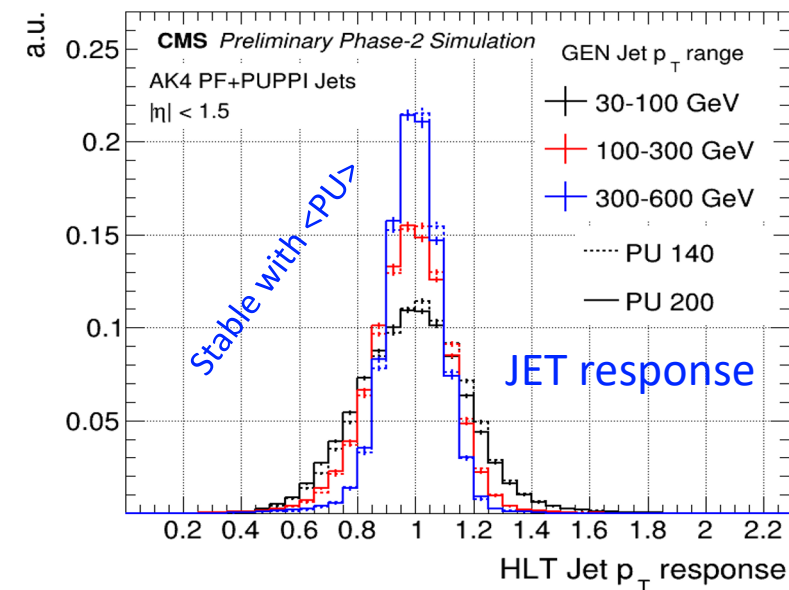 a.u.
CMS Preliminary Phase-2 Simulation
AK4 PF+PUPPI Jets
|η| < 1.5
GEN Jet p_T range
30-100 GeV
100-300 GeV
300-600 GeV
PU 140
PU 200
Stable with <PU>
JET response
0.25
0.2
0.15
0.1
0.05
0.2 0.4 0.6 0.8 1 1.2 1.4 1.6 1.8 2 2.2
HLT Jet p_T response